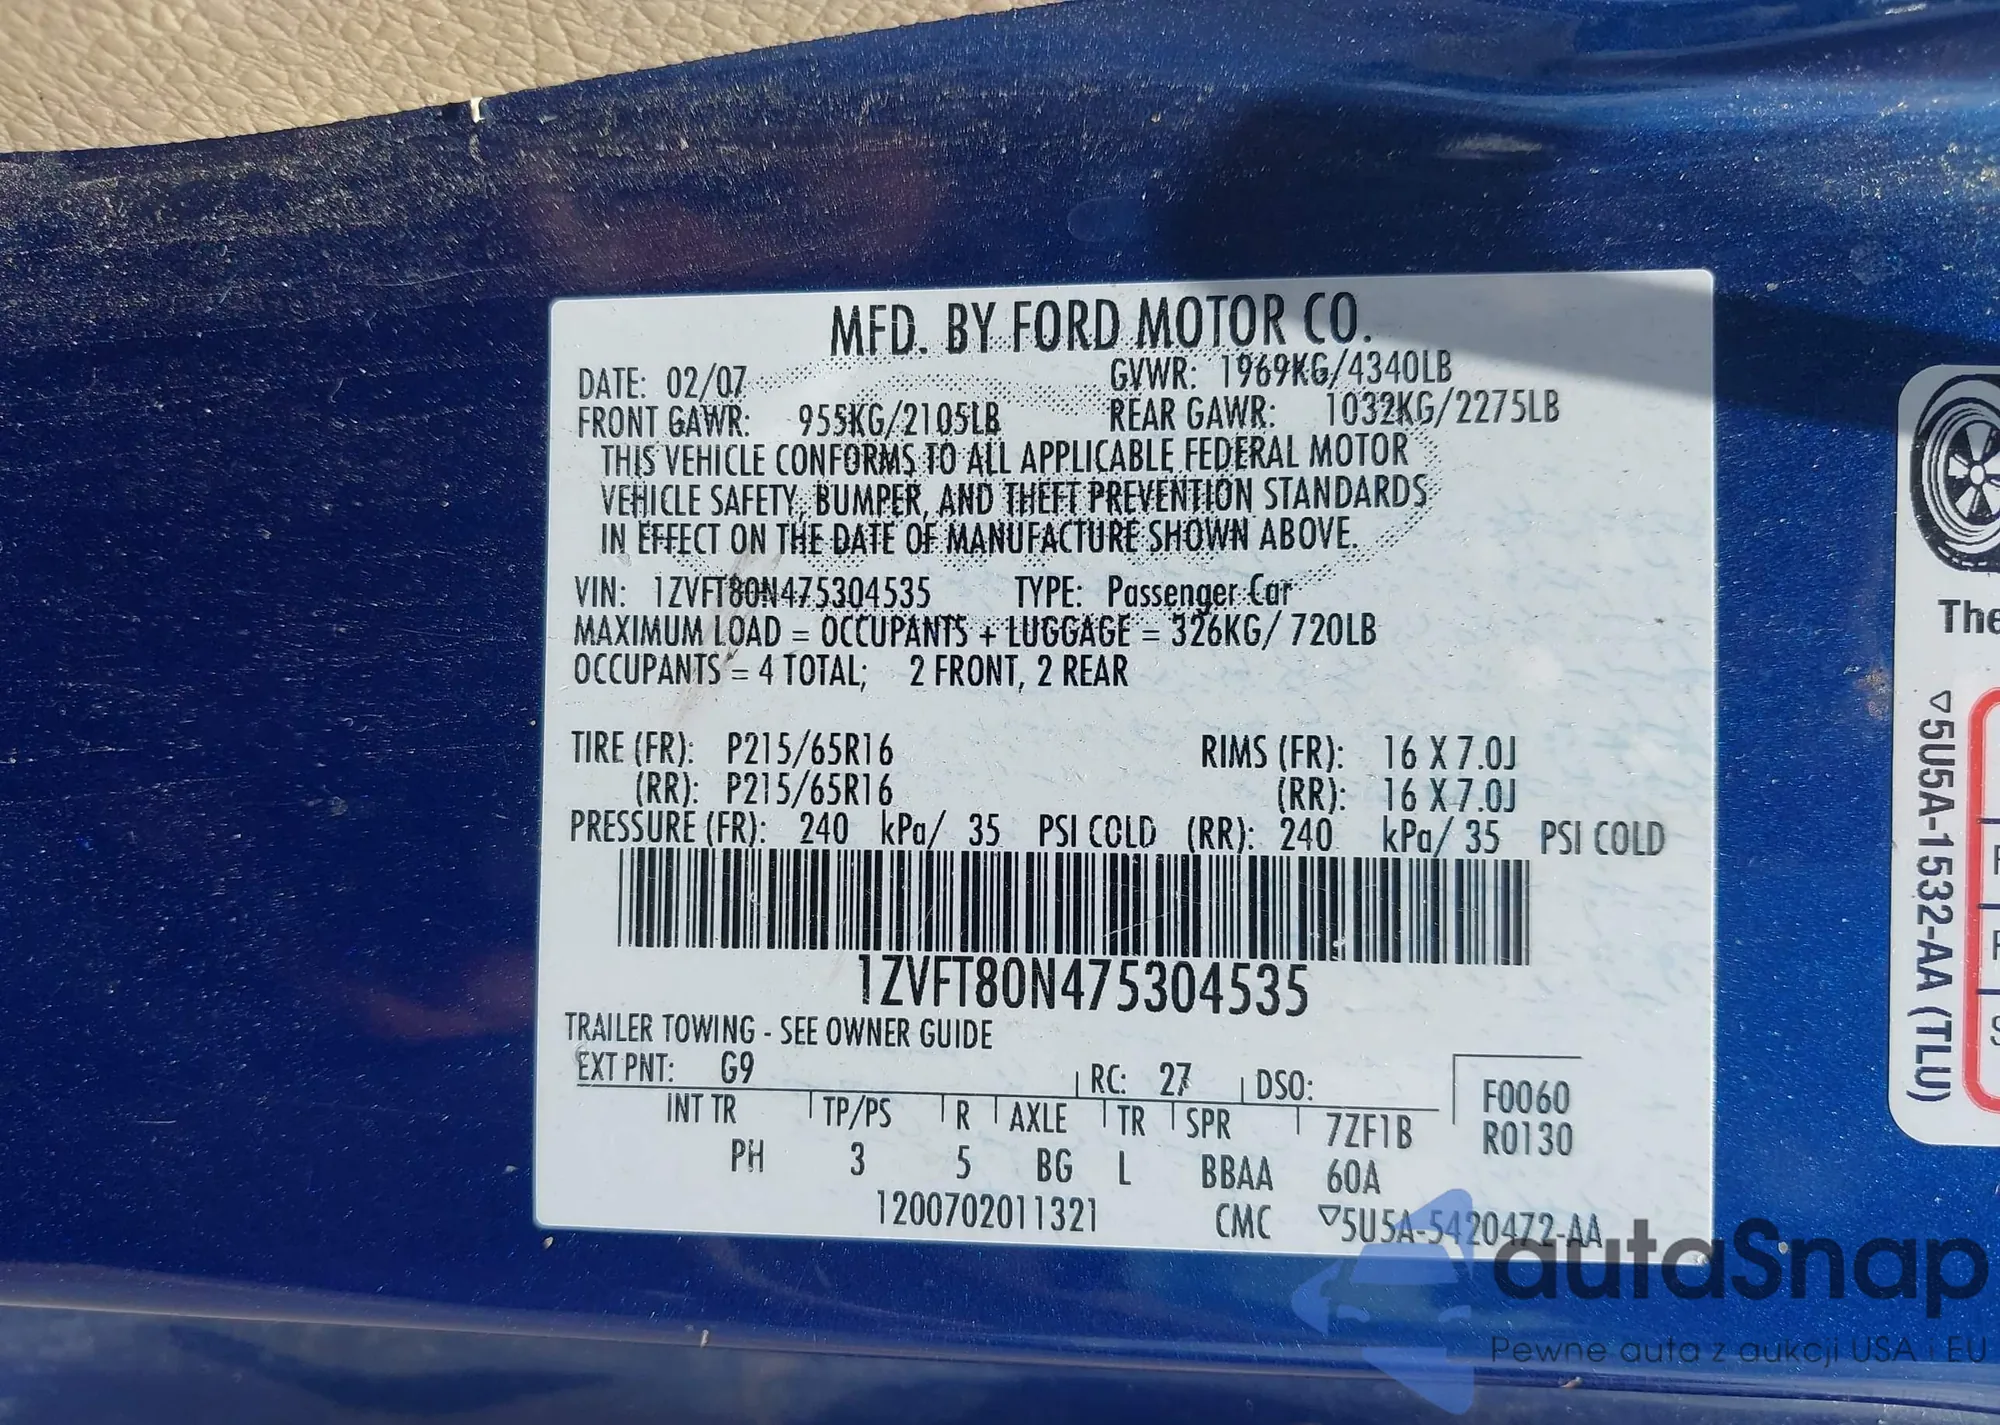 MFD. BY FORD MOTOR CO.
DATE: 02/07 GVWR: 1969KG/4340LB
FRONT GAWR: 955KG/2105LB REAR GAWR: 1032KG/2275LB
THIS VEHICLE CONFORMS TO ALL APPLICABLE FEDERAL MOTOR
VEHICLE SAFETY, BUMPER, AND THEFT PREVENTION STANDARDS
IN EFFECT ON THE DATE OF MANUFACTURE SHOWN ABOVE.
VIN: 1ZVFT80N475304535 TYPE: Passenger Car
MAXIMUM LOAD = OCCUPANTS + LUGGAGE = 326KG/ 720LB
OCCUPANTS = 4 TOTAL; 2 FRONT, 2 REAR
TIRE (FR): P215/65R16 RIMS (FR): 16 X 7.0J
(RR): P215/65R16 (RR): 16 X 7.0J
PRESSURE (FR): 240 kPa/ 35 PSI COLD (RR): 240 kPa/ 35 PSI COLD
1ZVFT80N475304535
TRAILER TOWING - SEE OWNER GUIDE
EXT PNT: G9 RC: 27 DSO: F0060
INT TR TP/PS R AXLE TR SPR 7ZF1B R0130
PH 3 5 BG L BBAA 60A
1200702011321 CMC ▽5U5A-5420472-AA
The
▽5U5A-1532-AA (TLU)
autaSnap
Pewne auta z aukcji USA i EU